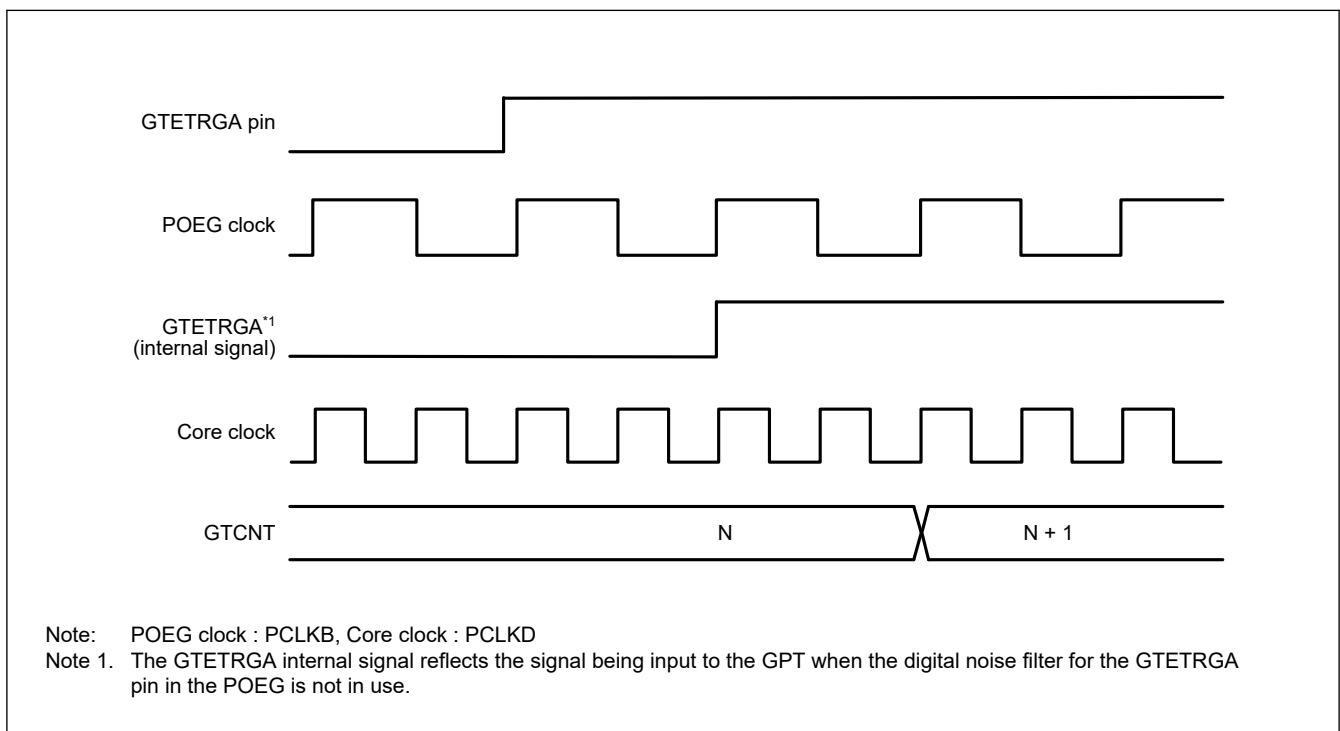 GTETRGA pin
POEG clock
GTETRGA*1
(internal signal)
Core clock
GTCNT N N + 1
Note: POEG clock : PCLKB, Core clock : PCLKD
Note 1. The GTETRGA internal signal reflects the signal being input to the GPT when the digital noise filter for the GTETRGA
pin in the POEG is not in use.